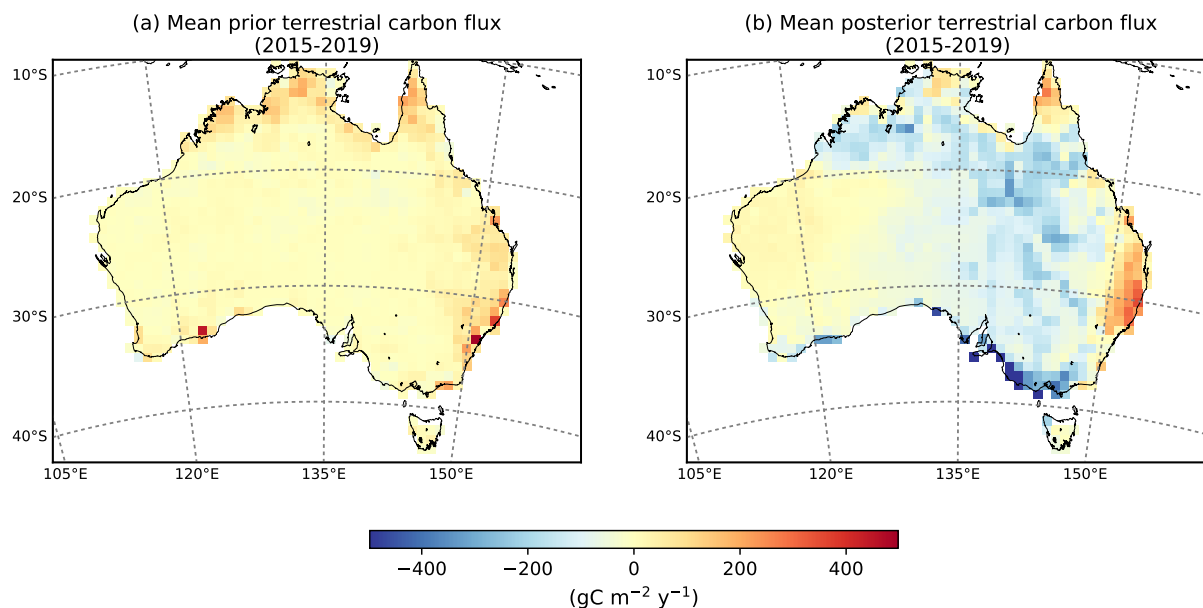 (a) Mean prior terrestrial carbon flux
(2015-2019)
(b) Mean posterior terrestrial carbon flux
(2015-2019)
10°S
20°S
30°S
40°S
105°E
120°E
135°E
150°E
10°S
20°S
30°S
40°S
105°E
120°E
135°E
150°E
−400
−200
0
200
400
(gC m⁻² y⁻¹)